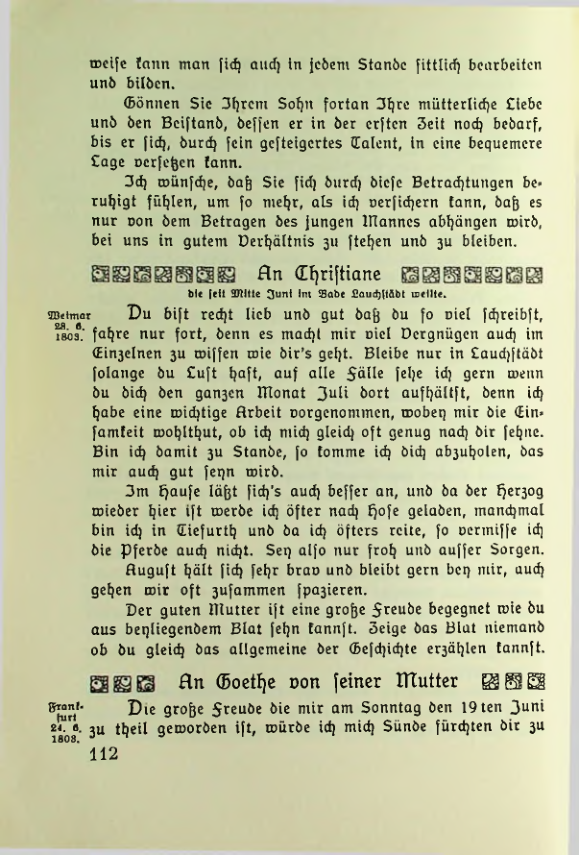 weise kann man sich auch in jedem Stande sittlich bearbeiten
und bilden.
Gönnen Sie Ihrem Sohn fortan Ihre mütterliche Liebe
und den Beistand, dessen er in der ersten Zeit noch bedarf,
bis er sich, durch sein gesteigertes Talent, in eine bequemere
Lage versetzen kann.
Ich wünsche, daß Sie sich durch diese Betrachtungen be-
ruhigt fühlen, um so mehr, als ich versichern kann, daß es
nur von dem Betragen des jungen Mannes abhängen wird,
bei uns in gutem Verhältnis zu stehen und zu bleiben.
An Christiane
die seit Mitte Juni im Bade Lauchstädt weilte.
Weimar
28. 6.
1803.
Du bist recht lieb und gut daß du so viel schreibst,
fahre nur fort, denn es macht mir viel Vergnügen auch im
Einzelnen zu wissen wie dir's geht. Bleibe nur in Lauchstädt
solange du Lust hast, auf alle Fälle sehe ich gern wenn
du dich den ganzen Monat Juli dort aufhältst, denn ich
habe eine wichtige Arbeit vorgenommen, wobey mir die Ein-
samkeit wohlthut, ob ich mich gleich oft genug nach dir sehne.
Bin ich damit zu Stande, so komme ich dich abzuholen, das
mir auch gut seyn wird.
Im Hause läßt sich's auch besser an, und da der Herzog
wieder hier ist werde ich öfter nach Hofe geladen, manchmal
bin ich in Tiefurth und da ich öfters reite, so vermisse ich
die Pferde auch nicht. Sey also nur froh und ausser Sorgen.
August hält sich sehr brav und bleibt gern bey mir, auch
gehen wir oft zusammen spazieren.
Der guten Mutter ist eine große Freude begegnet wie du
aus beyliegendem Blat sehn kannst. Zeige das Blat niemand
ob du gleich das allgemeine der Geschichte erzählen kannst.
An Goethe von seiner Mutter
Frank-
furt
24. 6.
1803.
Die große Freude die mir am Sonntag den 19ten Juni
zu theil geworden ist, würde ich mich Sünde fürchten dir zu
112